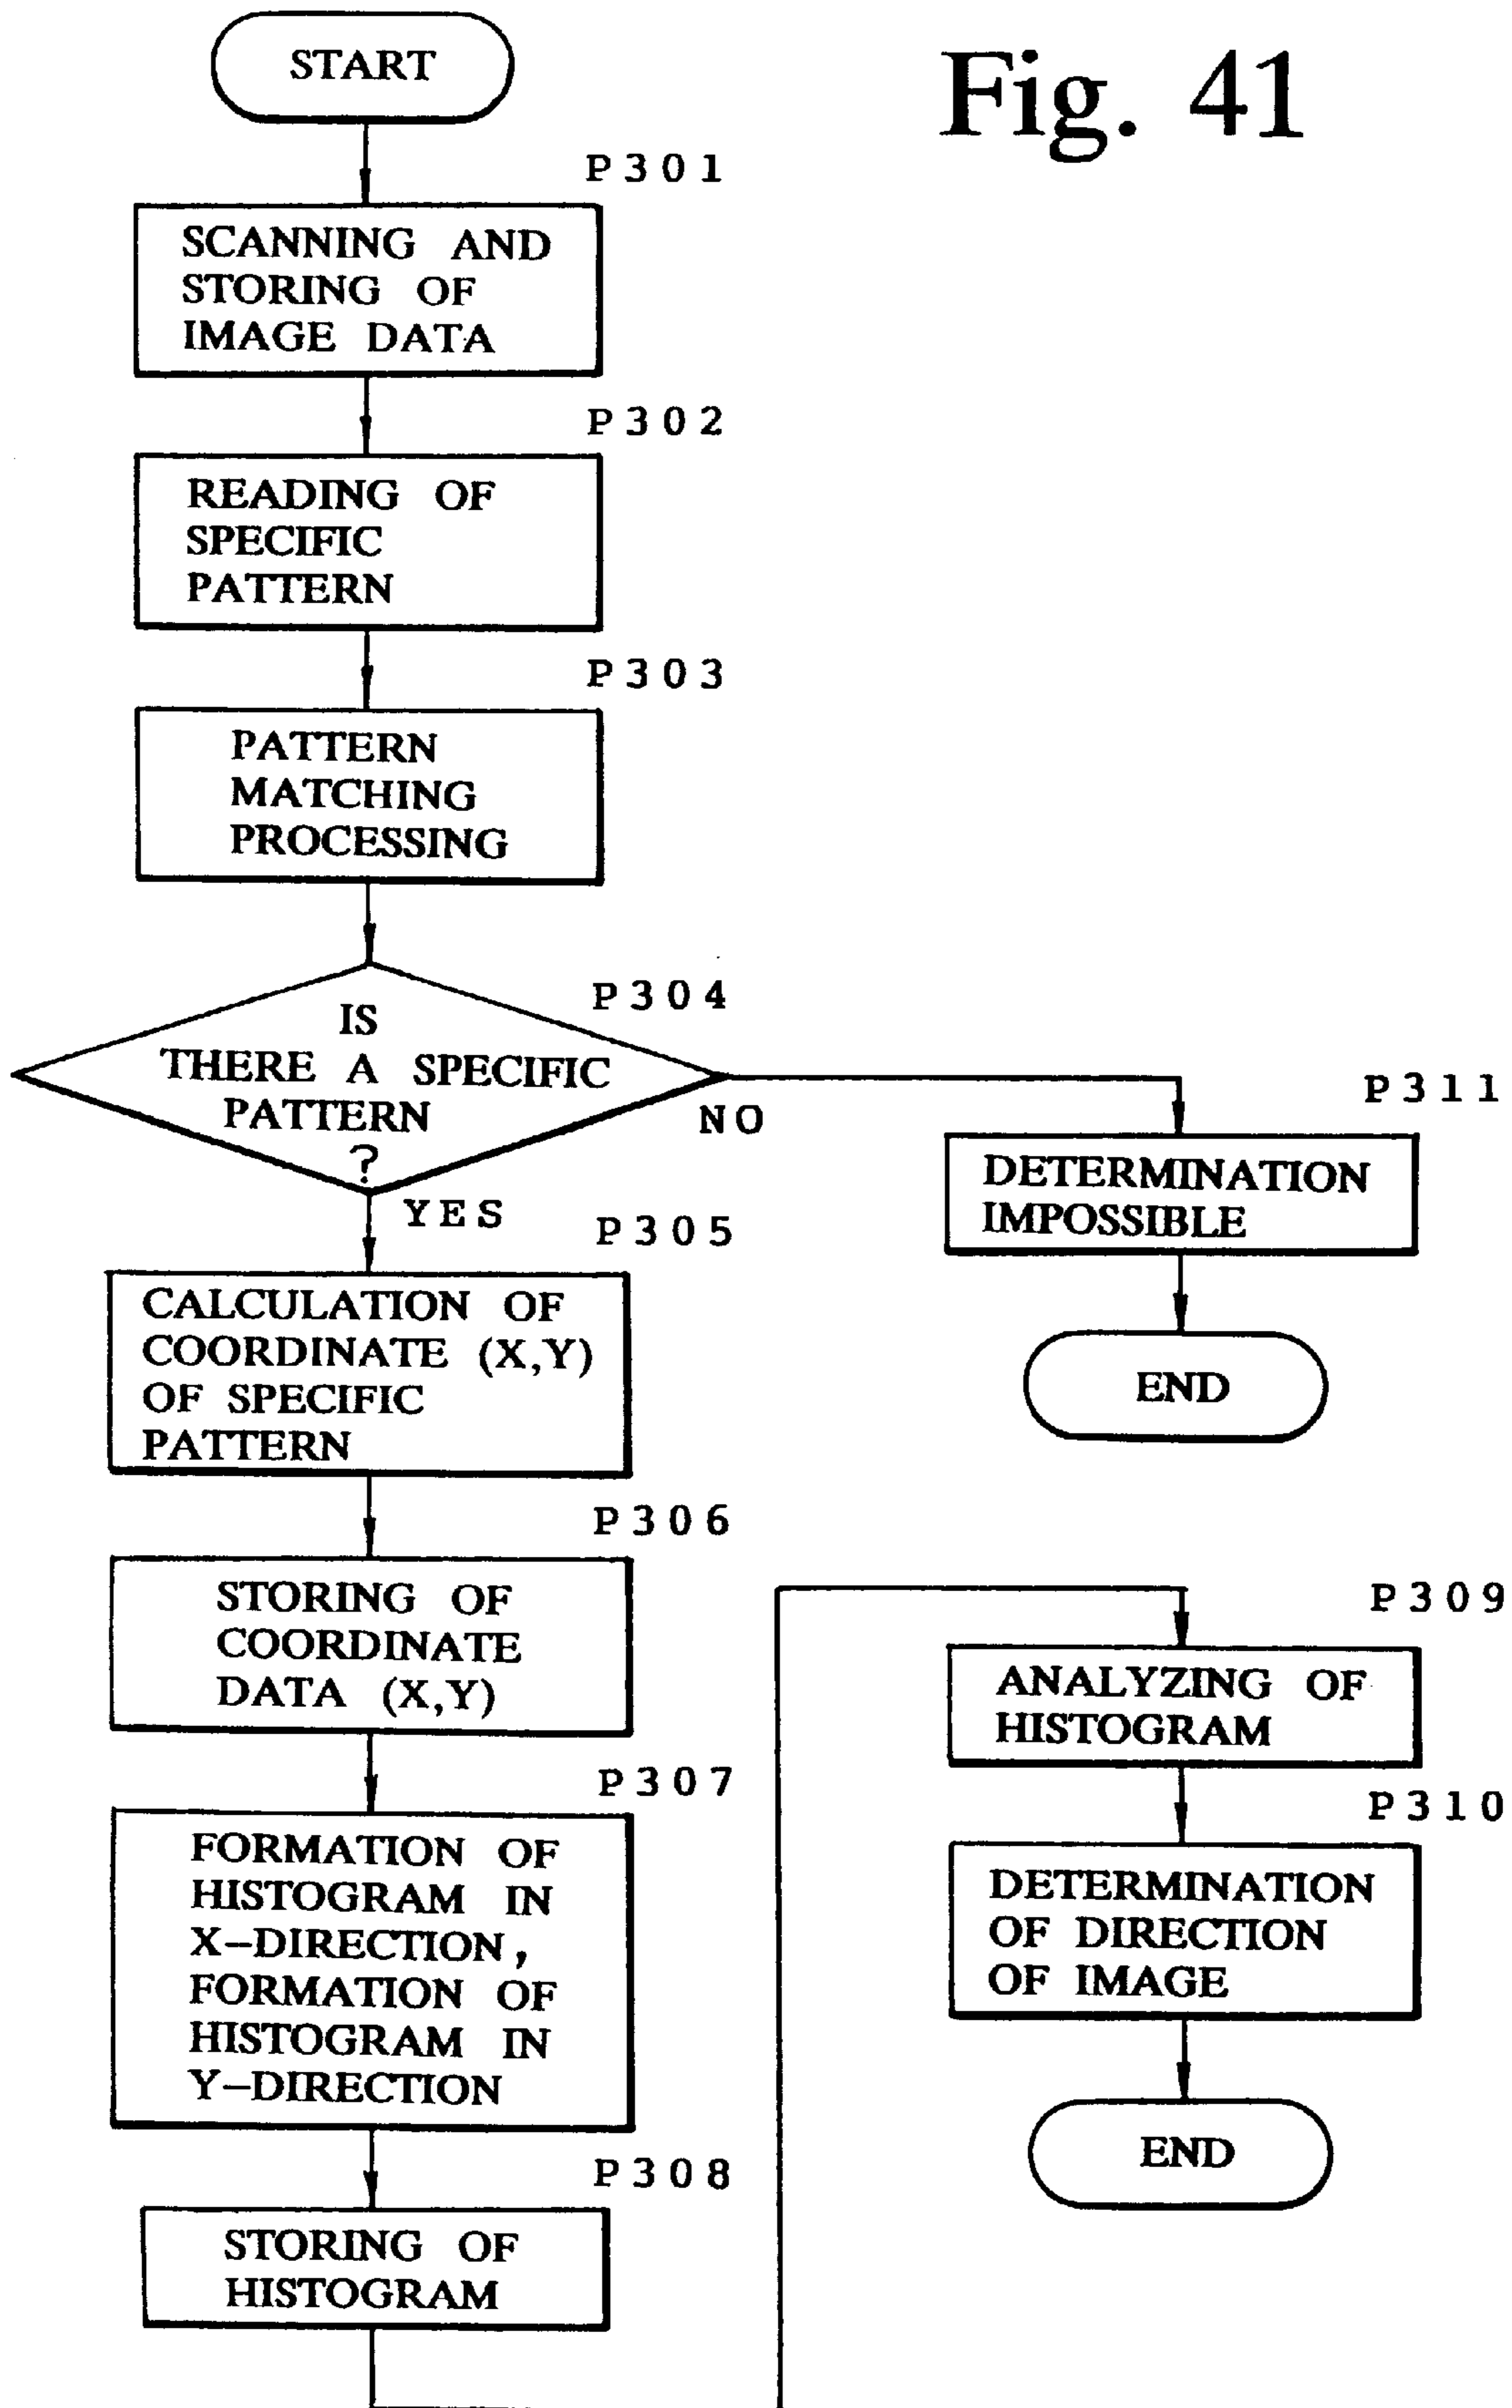 Fig. 41
START
P301
SCANNING AND
STORING OF
IMAGE DATA
P302
READING OF
SPECIFIC
PATTERN
P303
PATTERN
MATCHING
PROCESSING
P304
IS
THERE A SPECIFIC
PATTERN
?
NO
YES
P311
DETERMINATION
IMPOSSIBLE
END
P305
CALCULATION OF
COORDINATE (X,Y)
OF SPECIFIC
PATTERN
P306
STORING OF
COORDINATE
DATA (X,Y)
P307
FORMATION OF
HISTOGRAM IN
X-DIRECTION,
FORMATION OF
HISTOGRAM IN
Y-DIRECTION
P308
STORING OF
HISTOGRAM
P309
ANALYZING OF
HISTOGRAM
P310
DETERMINATION
OF DIRECTION
OF IMAGE
END